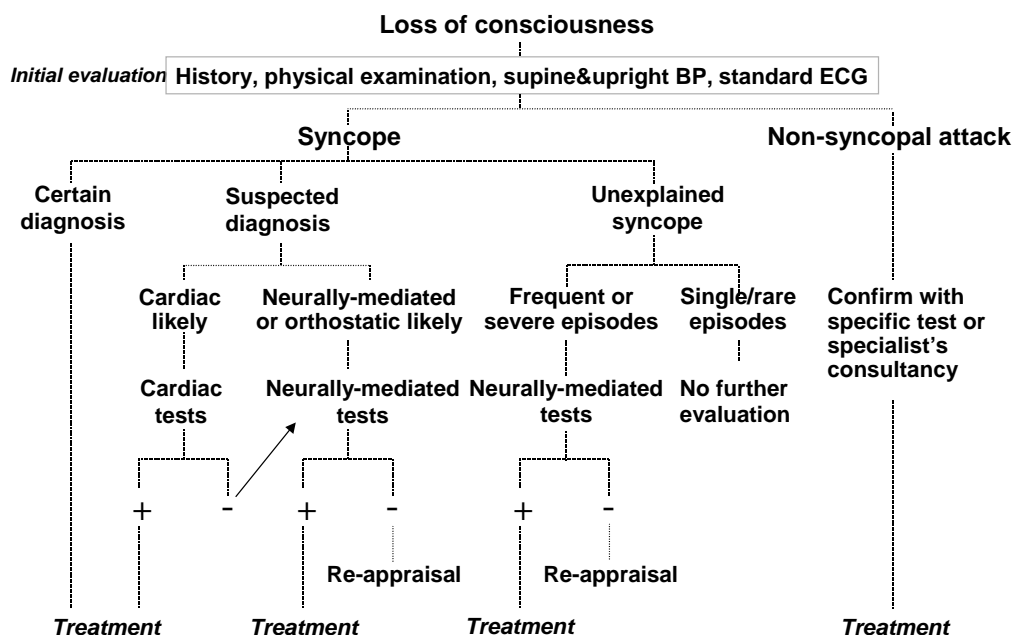 Loss of consciousness
Initial evaluation
History, physical examination, supine&upright BP, standard ECG
Syncope
Non-syncopal attack
Certain
diagnosis
Suspected
diagnosis
Unexplained
syncope
Cardiac
likely
Neurally-mediated
or orthostatic likely
Frequent or
severe episodes
Single/rare
episodes
Confirm with
specific test or
specialist's
consultancy
Cardiac
tests
Neurally-mediated
tests
Neurally-mediated
tests
No further
evaluation
+
-
+
-
+
-
Re-appraisal
Re-appraisal
Treatment
Treatment
Treatment
Treatment